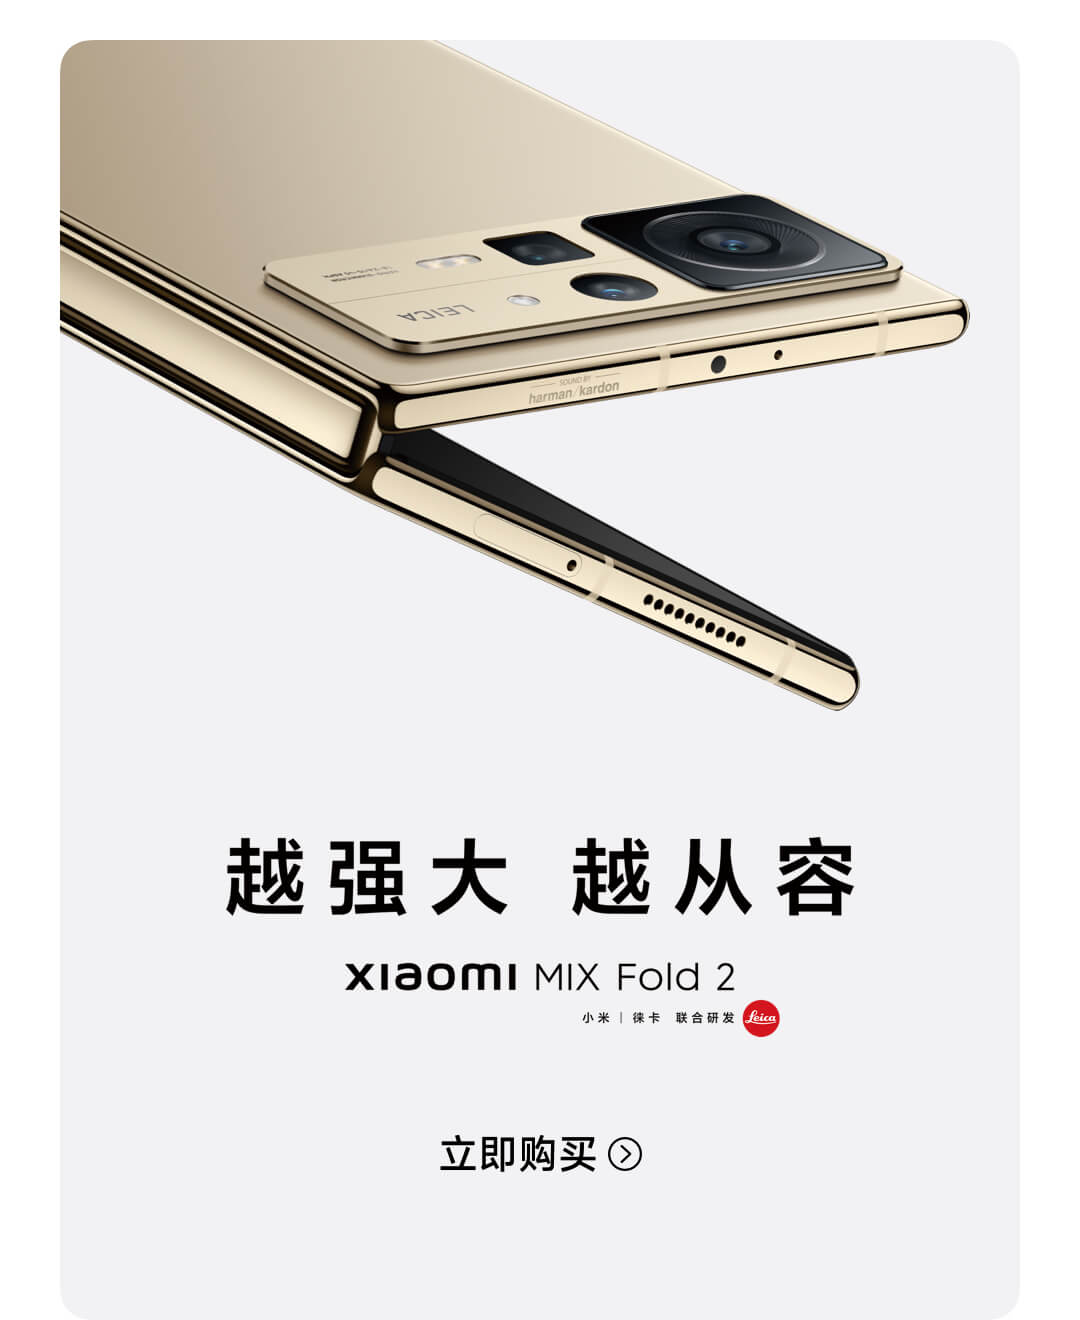 LEICA
SOUND BY
harman/kardon
越强大 越从容
xiaomi MIX Fold 2
小米 | 徕卡 联合研发 Leica
立即购买